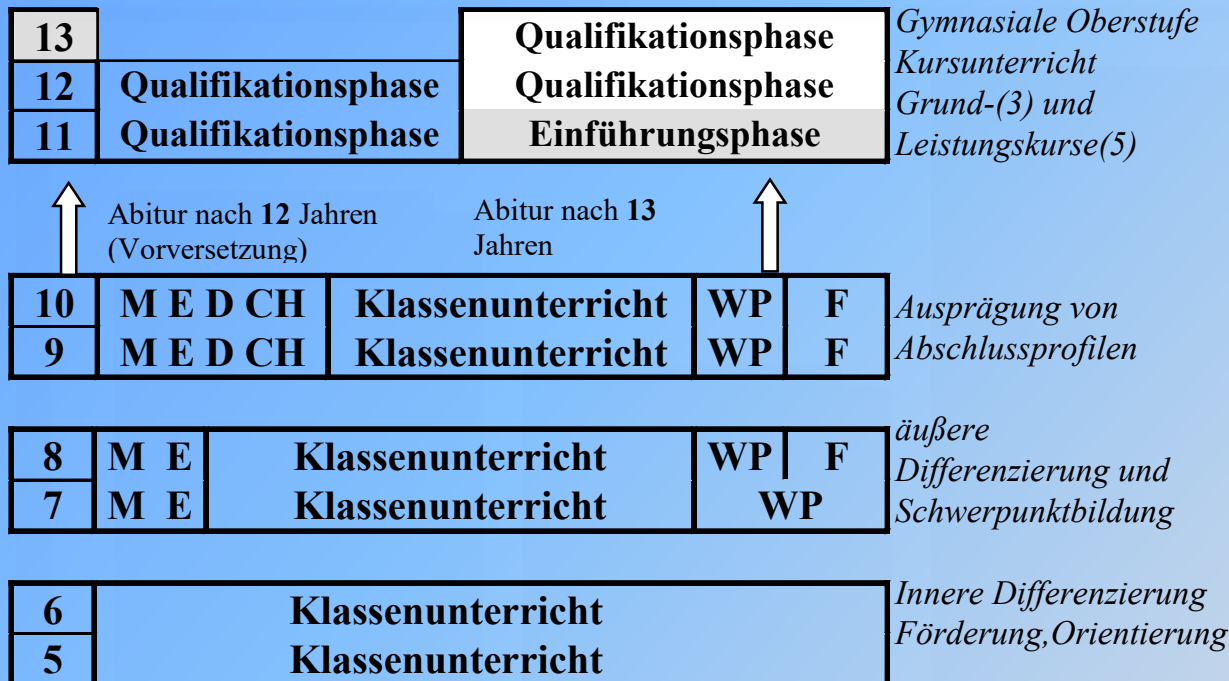 13 Qualifikationsphase
12 Qualifikationsphase Qualifikationsphase
11 Qualifikationsphase Einführungsphase
Gymnasiale Oberstufe
Kursunterricht
Grund-(3) und
Leistungskurse(5)
Abitur nach 12 Jahren
(Vorversetzung)
Abitur nach 13
Jahren
10 M E D CH Klassenunterricht WP F
9 M E D CH Klassenunterricht WP F
Ausprägung von
Abschlussprofilen
8 M E Klassenunterricht WP F
7 M E Klassenunterricht WP
äußere
Differenzierung und
Schwerpunktbildung
6 Klassenunterricht
5 Klassenunterricht
Innere Differenzierung
Förderung,Orientierung